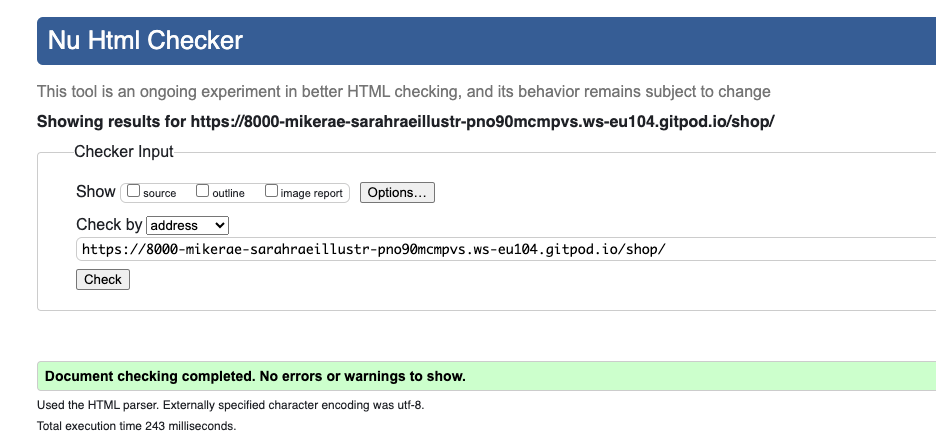 Nu Html Checker
This tool is an ongoing experiment in better HTML checking, and its behavior remains subject to change
Showing results for https://8000-mikerae-sarahraeillustr-pno90mcmpvs.ws-eu104.gitpod.io/shop/
Checker Input
Show source outline image report Options...
Check by address
https://8000-mikerae-sarahraeillustr-pno90mcmpvs.ws-eu104.gitpod.io/shop/
Check
Document checking completed. No errors or warnings to show.
Used the HTML parser. Externally specified character encoding was utf-8.
Total execution time 243 milliseconds.